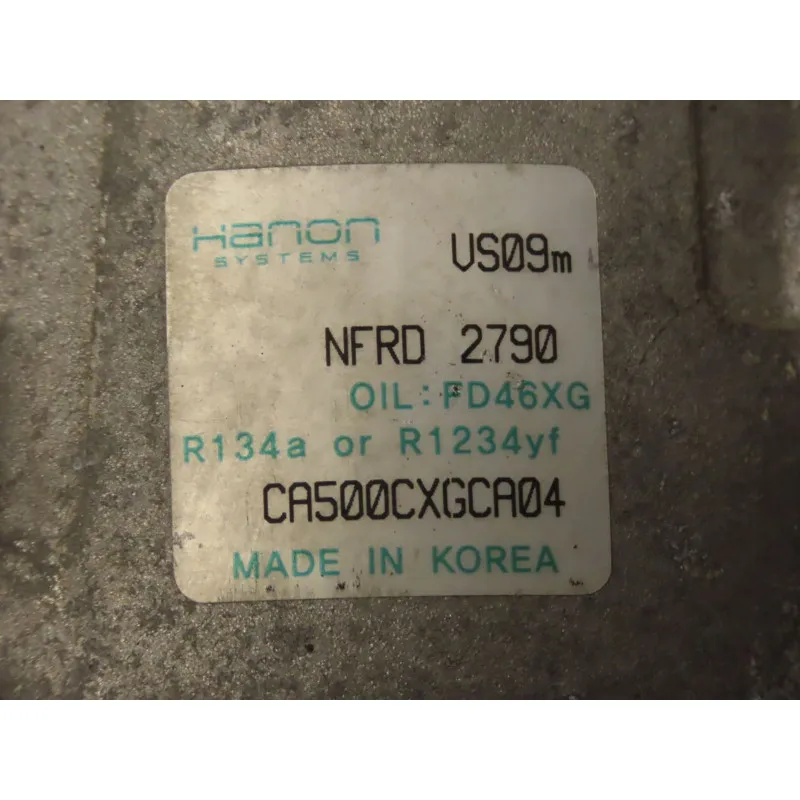 Hanon
SYSTEMS
VS09m
NFRD 2790
OIL: FD46XG
R134a or R1234yf
CA500CXGCA04
MADE IN KOREA